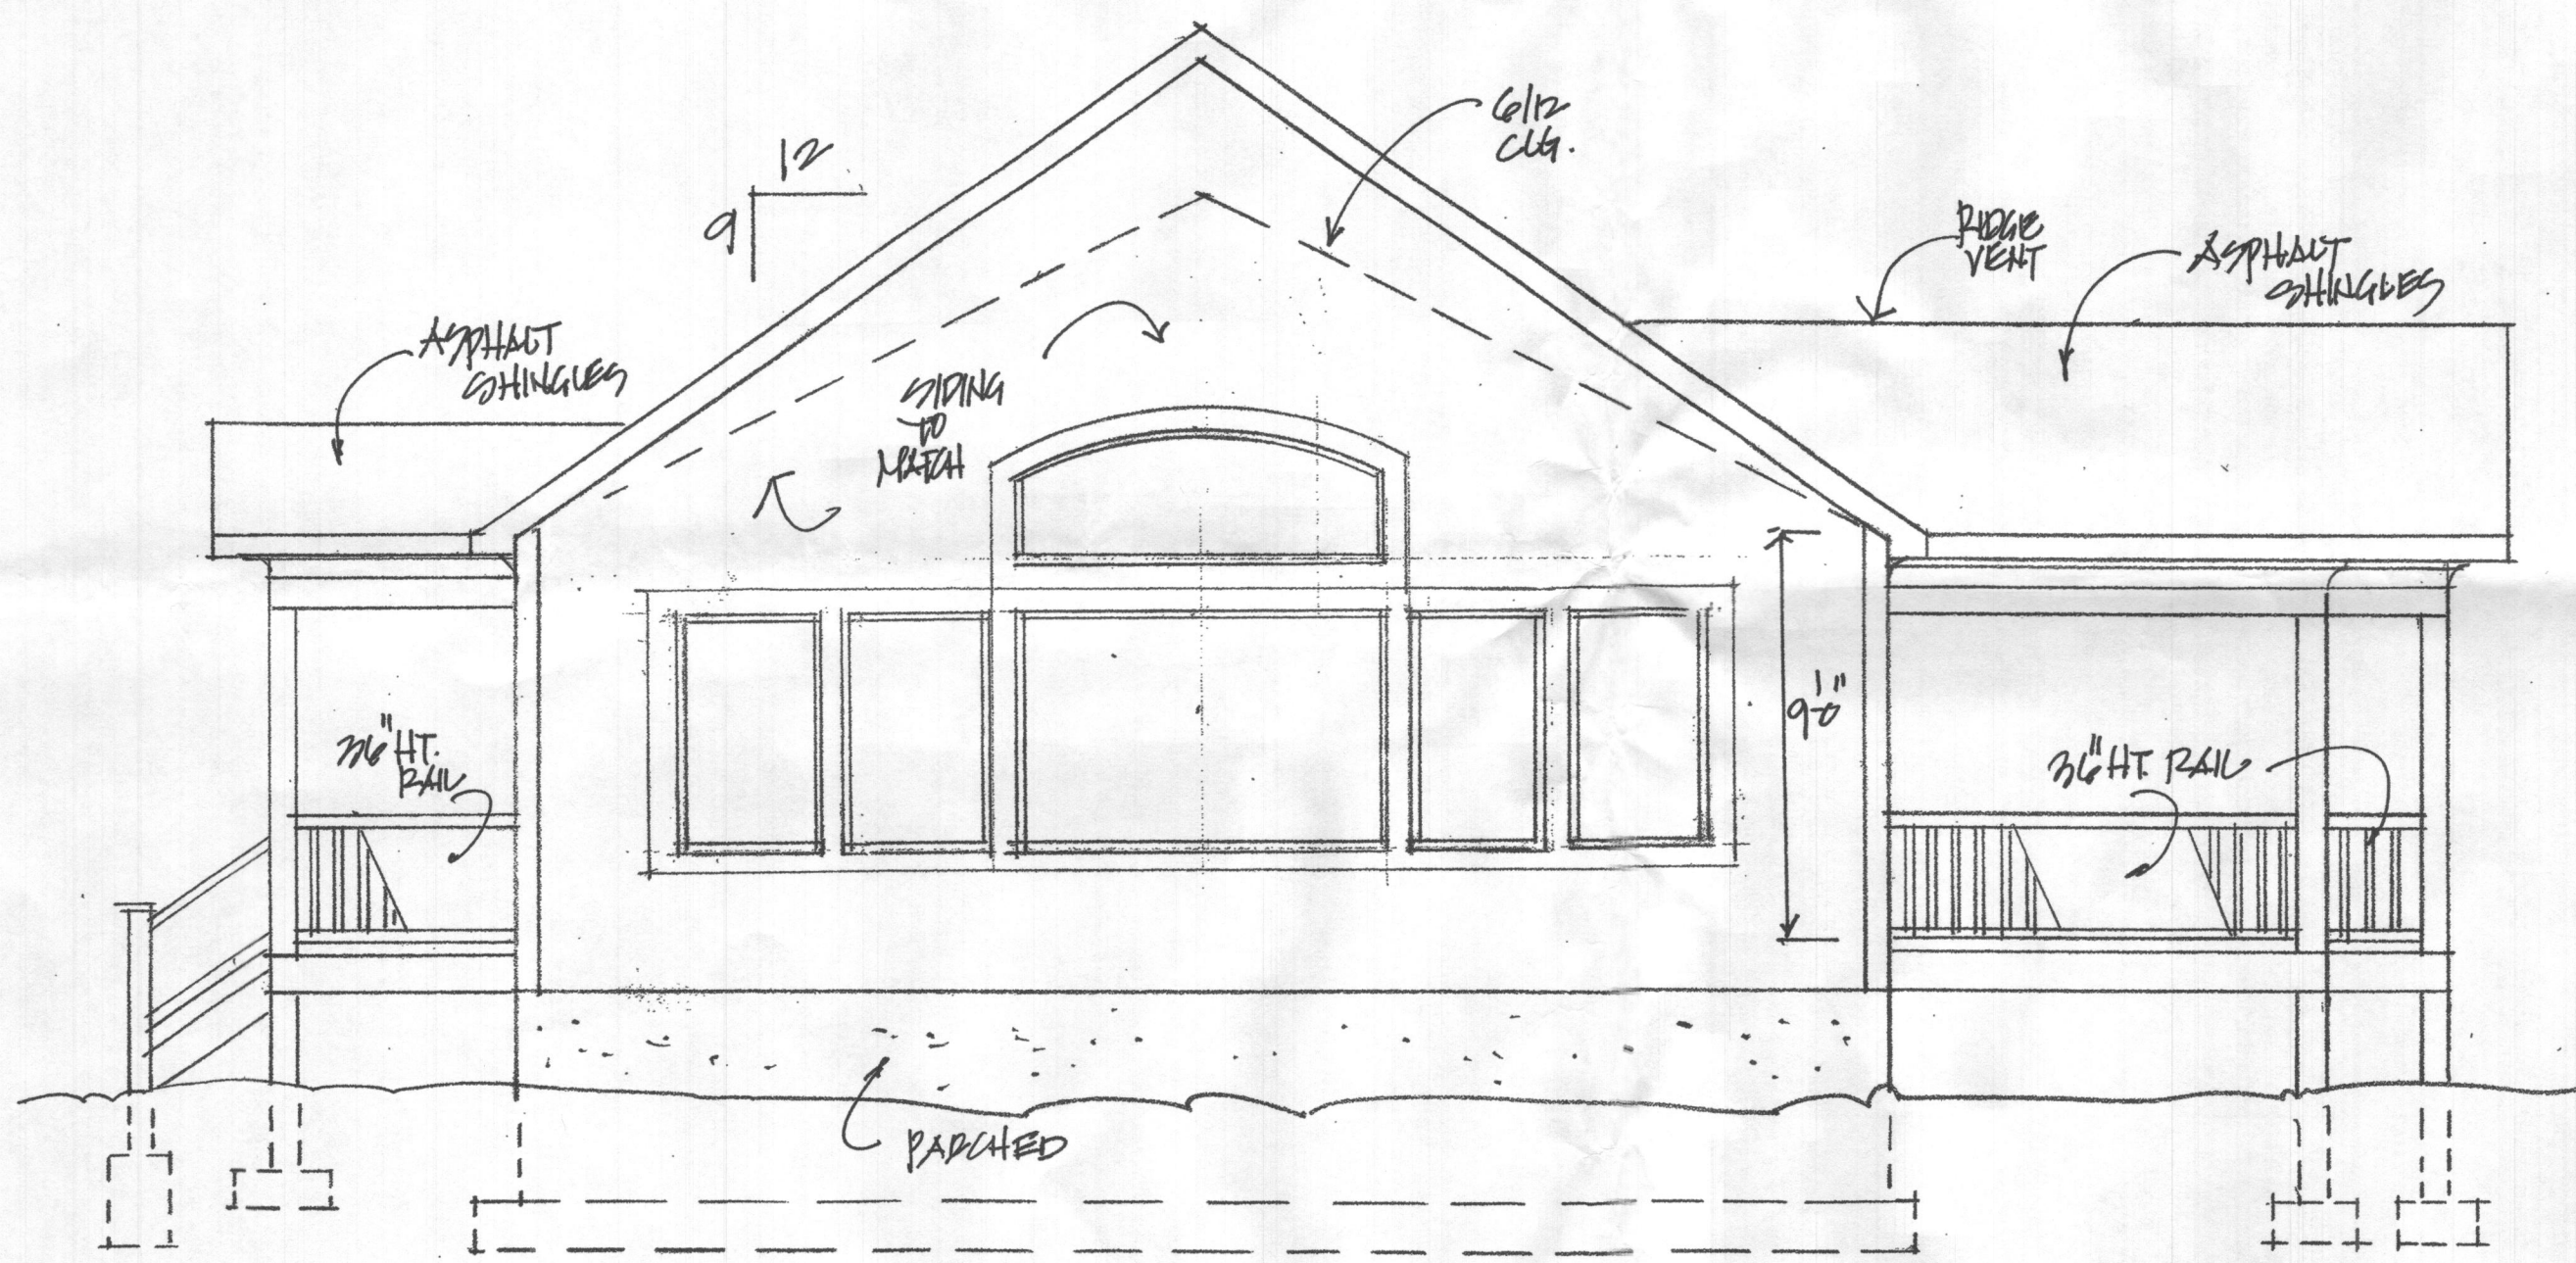 12
9
6/12
CLG.
RIDGE
VENT
ASPHALT
SHINGLES
ASPHALT
SHINGLES
SIDING
TO
MATCH
9'-0"
36" HT.
RAIL
36" HT. RAIL
PARCHED